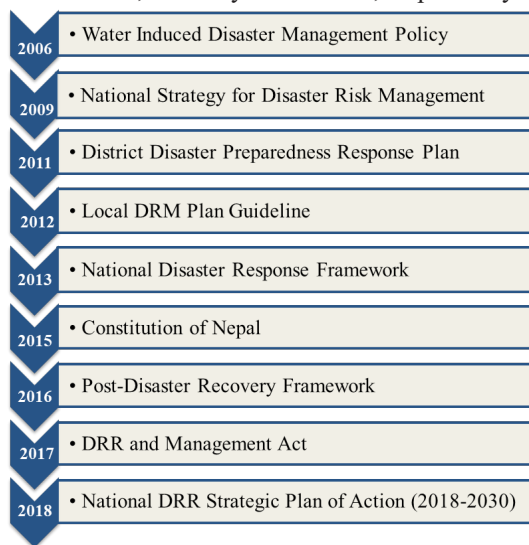 2006
• Water Induced Disaster Management Policy
2009
• National Strategy for Disaster Risk Management
2011
• District Disaster Preparedness Response Plan
2012
• Local DRM Plan Guideline
2013
• National Disaster Response Framework
2015
• Constitution of Nepal
2016
• Post-Disaster Recovery Framework
2017
• DRR and Management Act
2018
• National DRR Strategic Plan of Action (2018-2030)